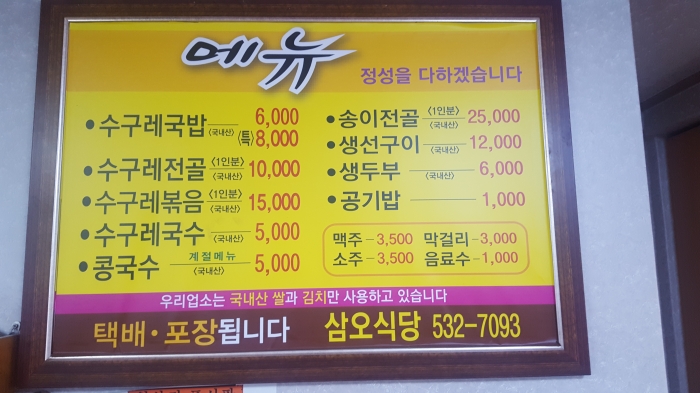 메뉴
정성을 다하겠습니다
• 수구레국밥 <국내산> 6,000
<특> 8,000
• 수구레전골 <1인분> <국내산> 10,000
• 수구레볶음 <1인분> <국내산> 15,000
• 수구레국수 <국내산> 5,000
• 콩국수 계절메뉴 <국내산> 5,000
• 송이전골 <1인분> <국내산> 25,000
• 생선구이 <국내산> 12,000
• 생두부 <국내산> 6,000
• 공기밥 1,000
맥주 - 3,500 막걸리 - 3,000
소주 - 3,500 음료수 - 1,000
우리업소는 국내산 쌀과 김치만 사용하고 있습니다
택배·포장됩니다 삼오식당 532-7093